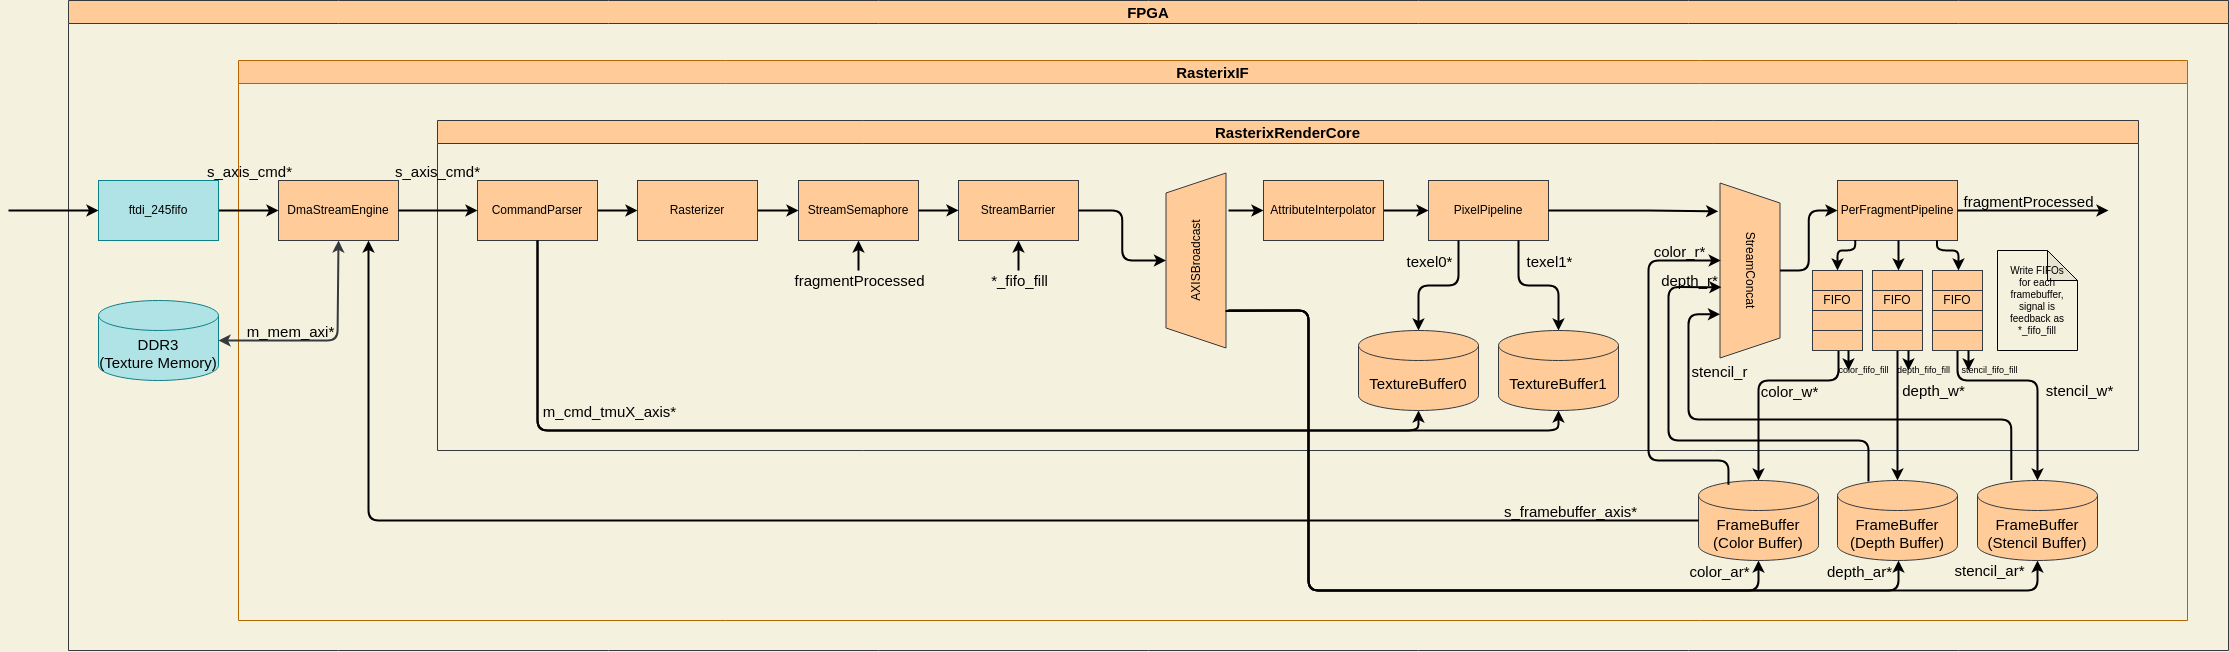 FPGA
RasterixIF
RasterixRenderCore
s_axis_cmd*
s_axis_cmd*
ftdi_245fifo
DmaStreamEngine
CommandParser
Rasterizer
StreamSemaphore
StreamBarrier
AXISBroadcast
AttributeInterpolator
PixelPipeline
StreamConcat
PerFragmentPipeline
fragmentProcessed
fragmentProcessed
*_fifo_fill
texel0*
texel1*
color_r*
depth_r*
stencil_r
FIFO
FIFO
FIFO
Write FIFOs
for each
framebuffer,
signal is
feedback as
*_fifo_fill
DDR3
(Texture Memory)
m_mem_axi*
TextureBuffer0
TextureBuffer1
color_fifo_fill
depth_fifo_fill
stencil_fifo_fill
color_w*
depth_w*
stencil_w*
m_cmd_tmuX_axis*
s_framebuffer_axis*
FrameBuffer
(Color Buffer)
FrameBuffer
(Depth Buffer)
FrameBuffer
(Stencil Buffer)
color_ar*
depth_ar*
stencil_ar*